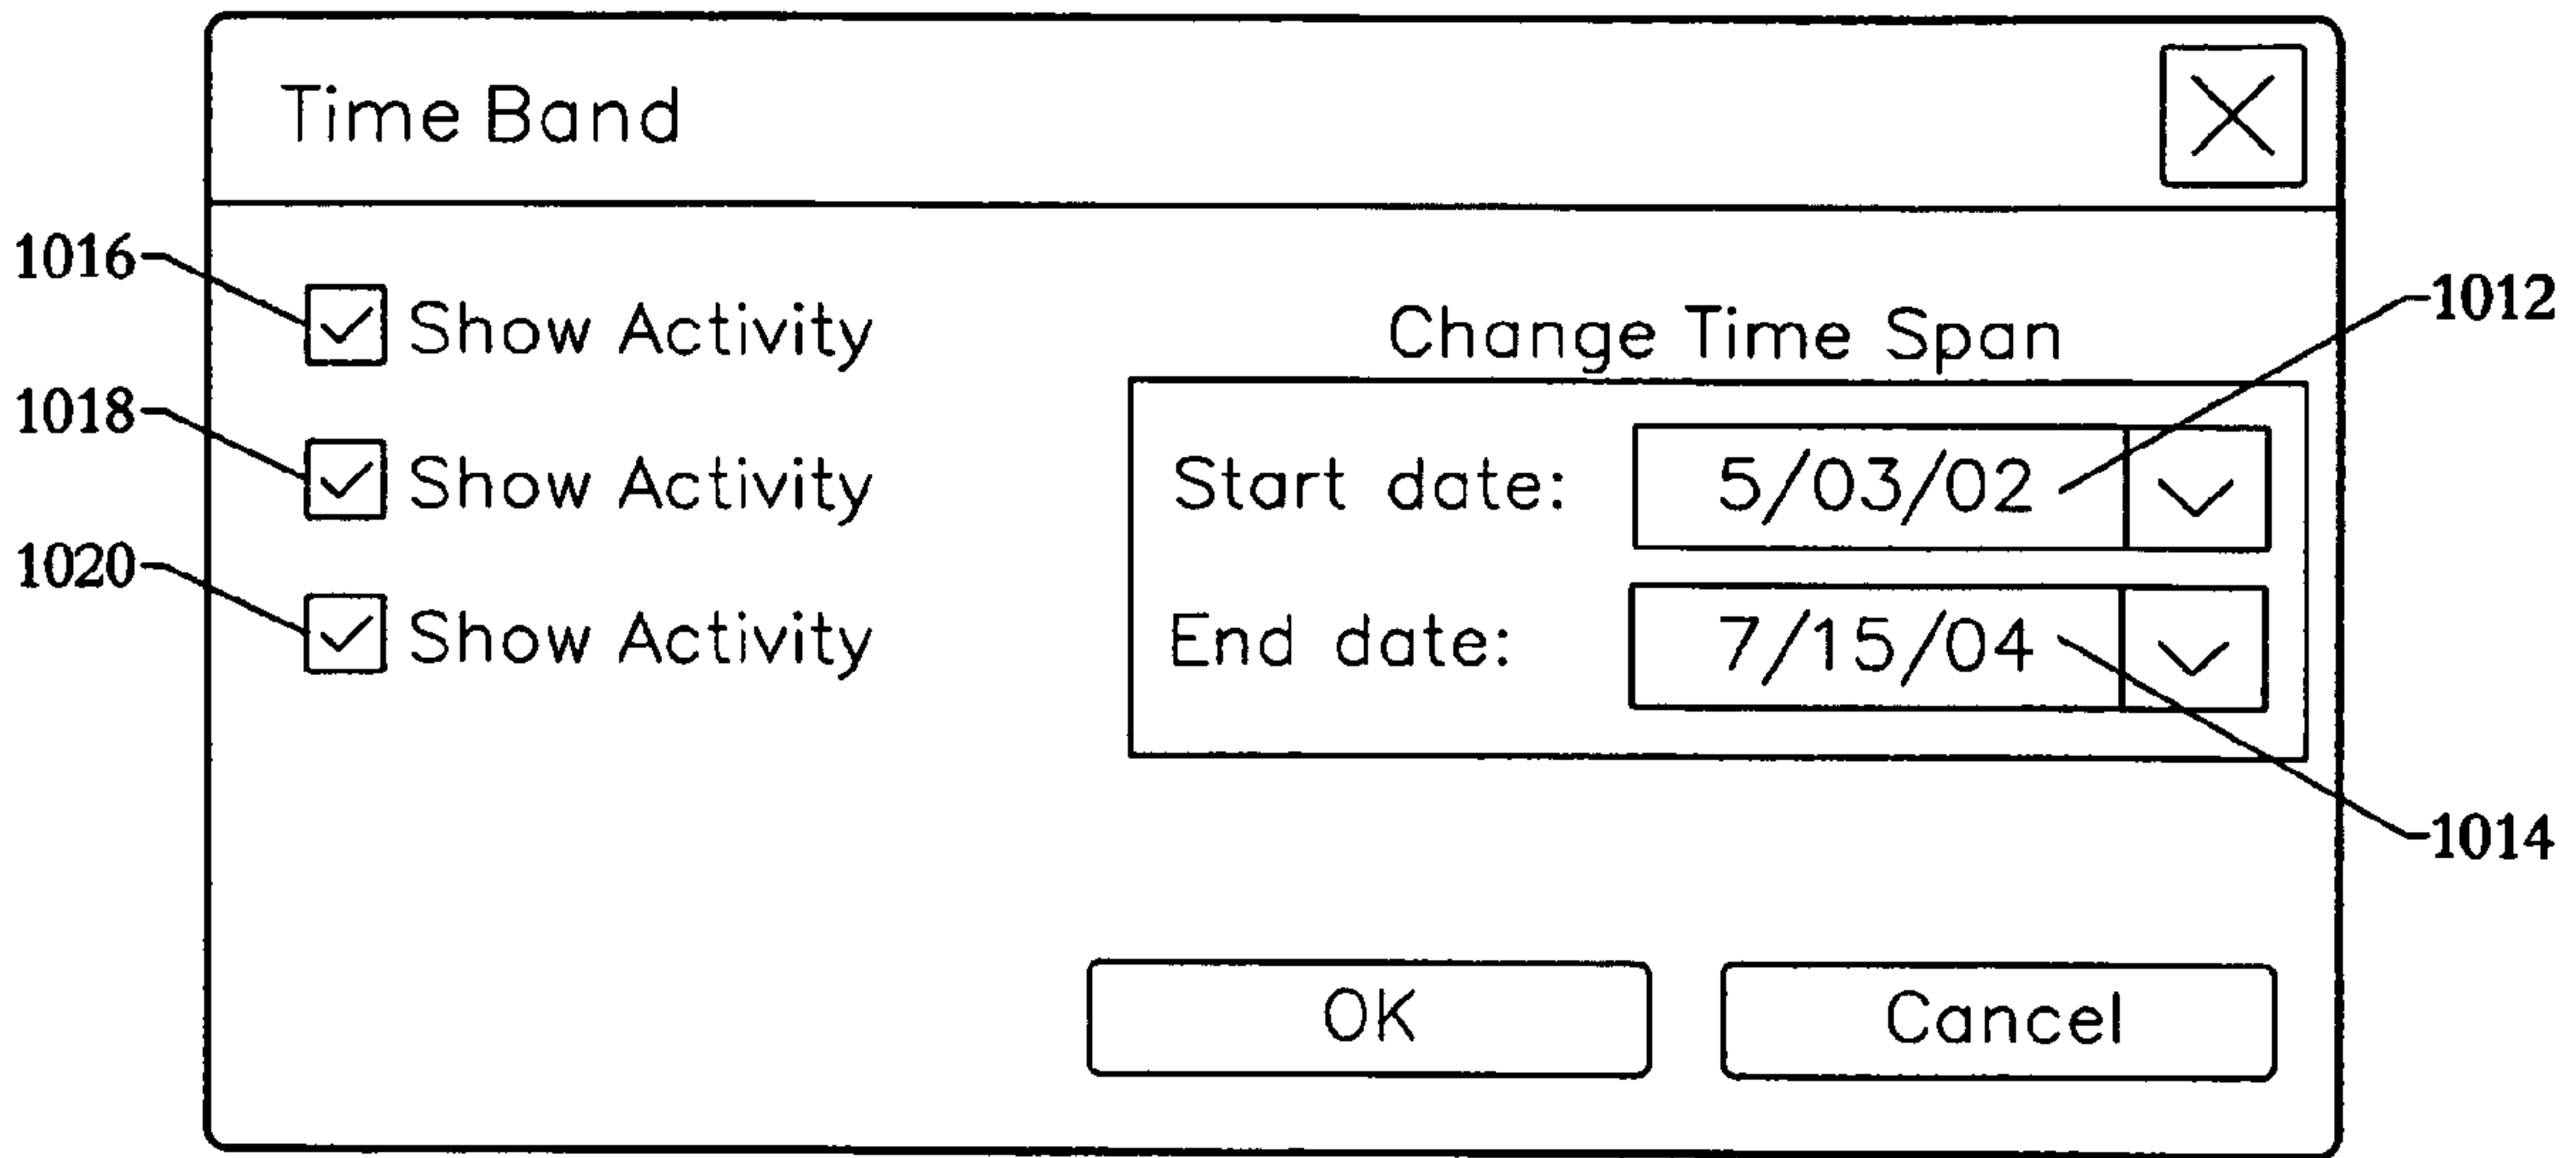 Time Band
1016
Show Activity
1018
Show Activity
1020
Show Activity
Change Time Span
1012
Start date: 5/03/02
End date: 7/15/04
1014
OK
Cancel